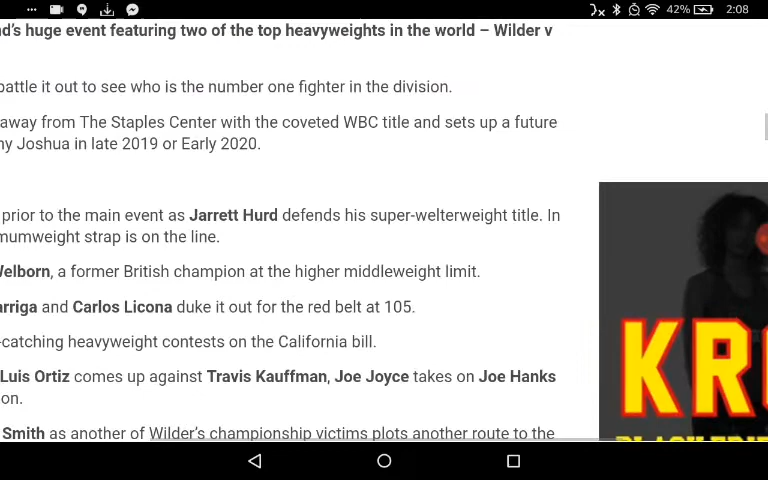 ... 42% 2:08
d's huge event featuring two of the top heavyweights in the world – Wilder v
battle it out to see who is the number one fighter in the division.
away from The Staples Center with the coveted WBC title and sets up a future
ny Joshua in late 2019 or Early 2020.
prior to the main event as Jarrett Hurd defends his super-welterweight title. In
mumweight strap is on the line.
Welborn, a former British champion at the higher middleweight limit.
arriga and Carlos Licona duke it out for the red belt at 105.
-catching heavyweight contests on the California bill.
Luis Ortiz comes up against Travis Kauffman, Joe Joyce takes on Joe Hanks
on.
Smith as another of Wilder's championship victims plots another route to the
KR